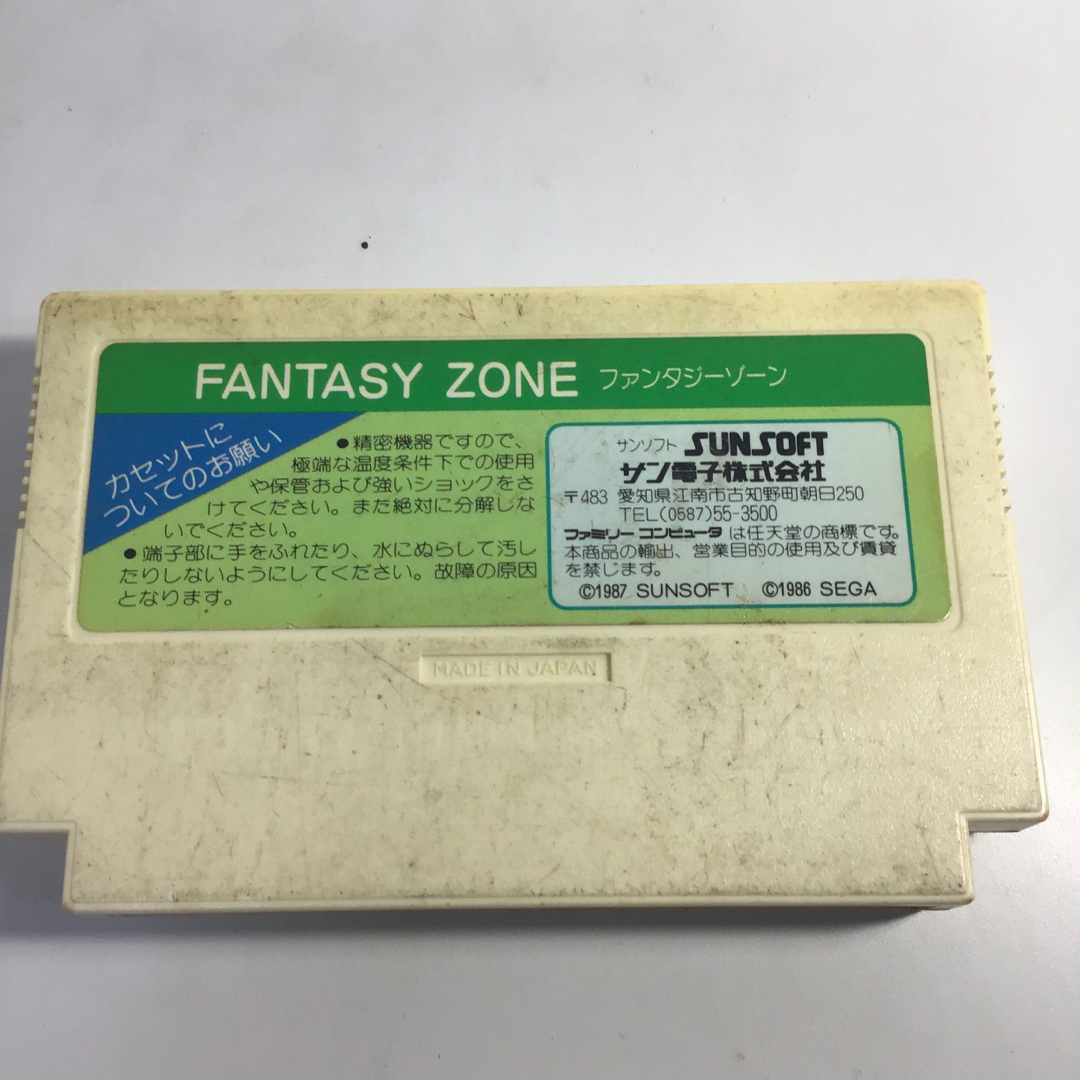 FANTASY ZONE ファンタジーゾーン
カセットに
ついてのお願い
●精密機器ですので、
極端な温度条件下での使用
や保管および強いショックをさ
けてください。また絶対に分解しな
いでください。
●端子部に手をふれたり、水にぬらして汚し
たりしないようにしてください。故障の原因
となります。
サンソフト SUNSOFT
サン電子株式会社
〒483 愛知県江南市古知野町朝日250
TEL(0587)55-3500
ファミリーコンピュータ は任天堂の商標です。
本商品の輸出、営業目的の使用及び賃貸
を禁じます。
©1987 SUNSOFT ©1986 SEGA
MADE IN JAPAN